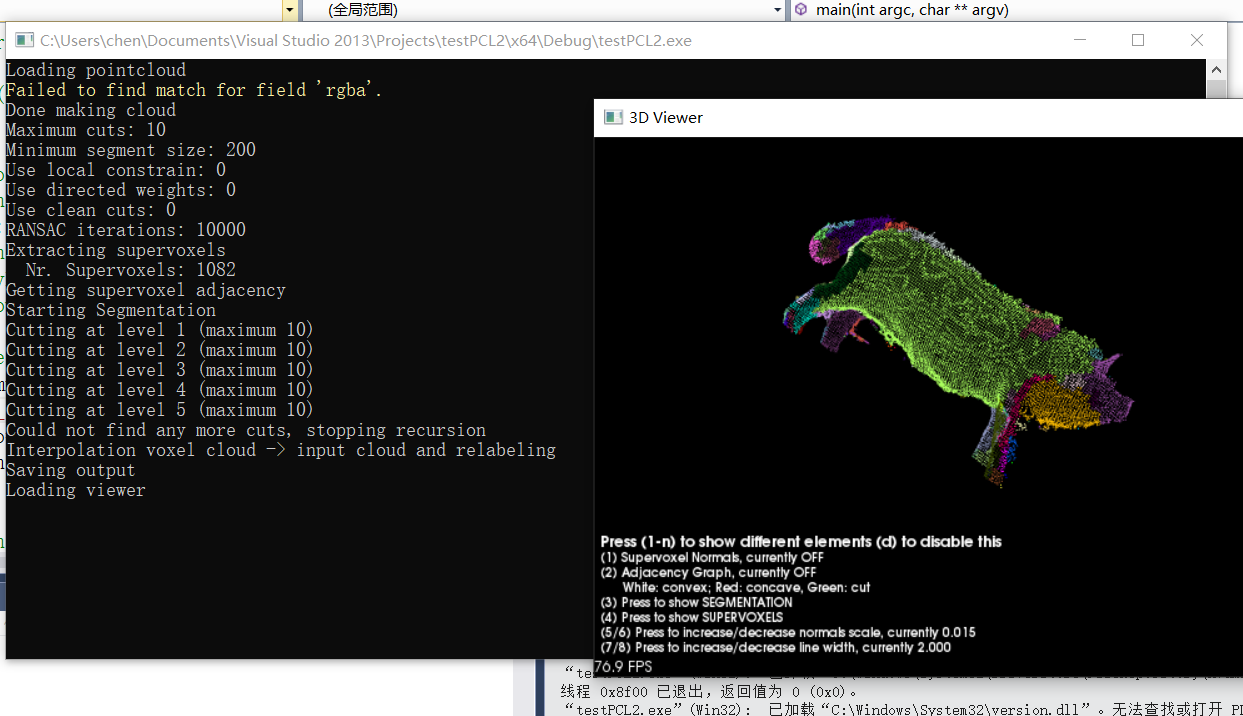 (全局范围)
main(int argc, char ** argv)
C:\Users\chen\Documents\Visual Studio 2013\Projects\testPCL2\x64\Debug\testPCL2.exe
Loading pointcloud
Failed to find match for field 'rgba'.
Done making cloud
Maximum cuts: 10
Minimum segment size: 200
Use local constrain: 0
Use directed weights: 0
Use clean cuts: 0
RANSAC iterations: 10000
Extracting supervoxels
Nr. Supervoxels: 1082
Getting supervoxel adjacency
Starting Segmentation
Cutting at level 1 (maximum 10)
Cutting at level 2 (maximum 10)
Cutting at level 3 (maximum 10)
Cutting at level 4 (maximum 10)
Cutting at level 5 (maximum 10)
Could not find any more cuts, stopping recursion
Interpolation voxel cloud -> input cloud and relabeling
Saving output
Loading viewer
3D Viewer
Press (1-n) to show different elements (d) to disable this
(1) Supervoxel Normals, currently OFF
(2) Adjacency Graph, currently OFF
White: convex; Red: concave, Green: cut
(3) Press to show SEGMENTATION
(4) Press to show SUPERVOXELS
(5/6) Press to increase/decrease normals scale, currently 0.015
(7/8) Press to increase/decrease line width, currently 2.000
76.9 FPS
线程 0x8f00 已退出，返回值为 0 (0x0)。
“testPCL2.exe”(Win32): 已加载“C:\Windows\System32\version.dll”。无法查找或打开